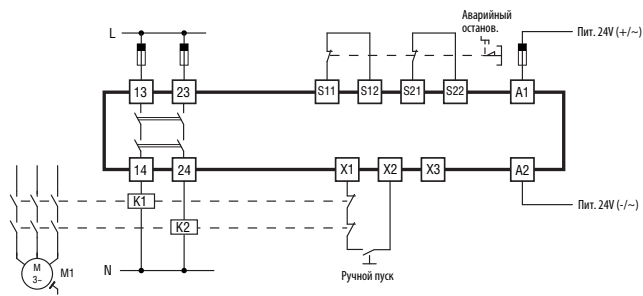 Аварийный
останов.
Пит. 24V (+/~)
L
13
23
S11
S12
S21
S22
A1
14
24
X1
X2
X3
A2
K1
K2
Пит. 24V (-/~)
M
3~
M1
N
Ручной пуск